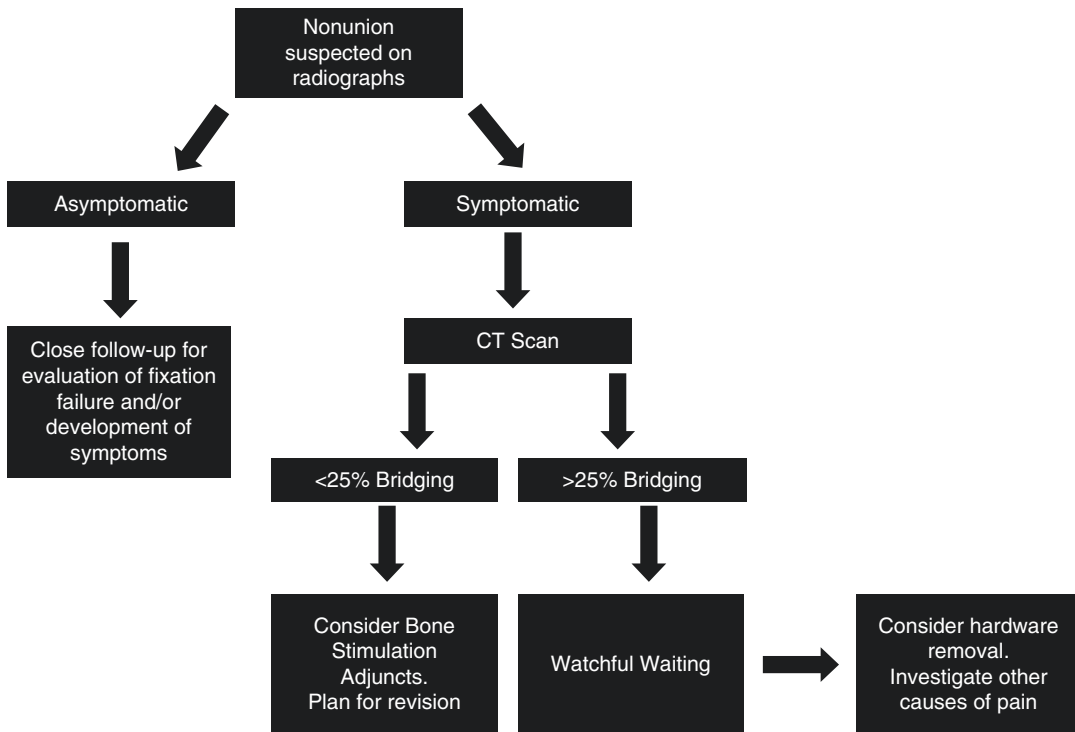 Nonunion
suspected on
radiographs
Asymptomatic
Symptomatic
Close follow-up for
evaluation of fixation
failure and/or
development of
symptoms
CT Scan
<25% Bridging
>25% Bridging
Consider Bone
Stimulation
Adjuncts.
Plan for revision
Watchful Waiting
Consider hardware
removal.
Investigate other
causes of pain